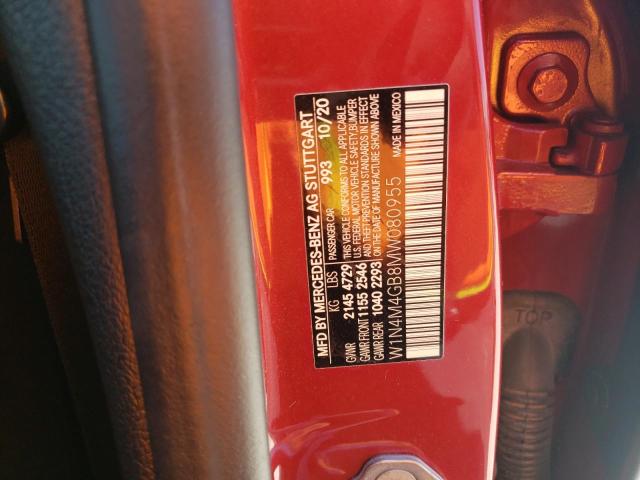 MFD BY MERCEDES-BENZ AG STUTTGART
KG LBS PASSENGER CAR 993 10/20
GVWR 2145 4729 THIS VEHICLE CONFORMS TO ALL APPLICABLE
GAWR FRONT 1155 2546 U.S. FEDERAL MOTOR VEHICLE SAFETY, BUMPER
GAWR REAR 1040 2293 AND THEFT PREVENTION STANDARDS IN EFFECT
ON THE DATE OF MANUFACTURE SHOWN ABOVE
W1N4M4GB8MW080955 MADE IN MEXICO
TOP